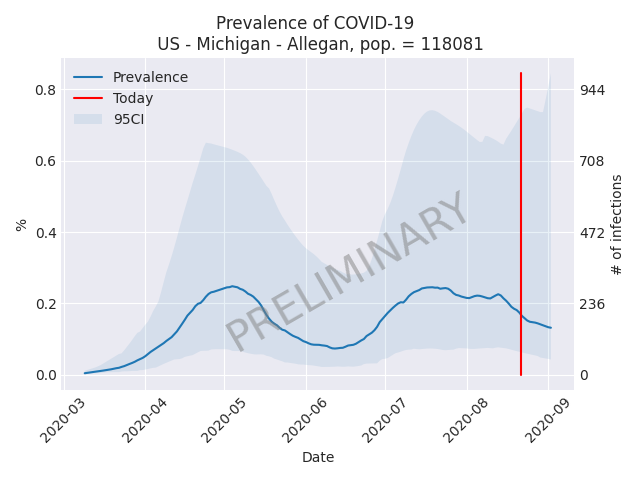 Prevalence of COVID-19
US - Michigan - Allegan, pop. = 118081
Prevalence
Today
95CI
0.8
0.6
0.4
0.2
0.0
%
944
708
472
236
0
# of infections
PRELIMINARY
2020-03
2020-04
2020-05
2020-06
2020-07
2020-08
2020-09
Date